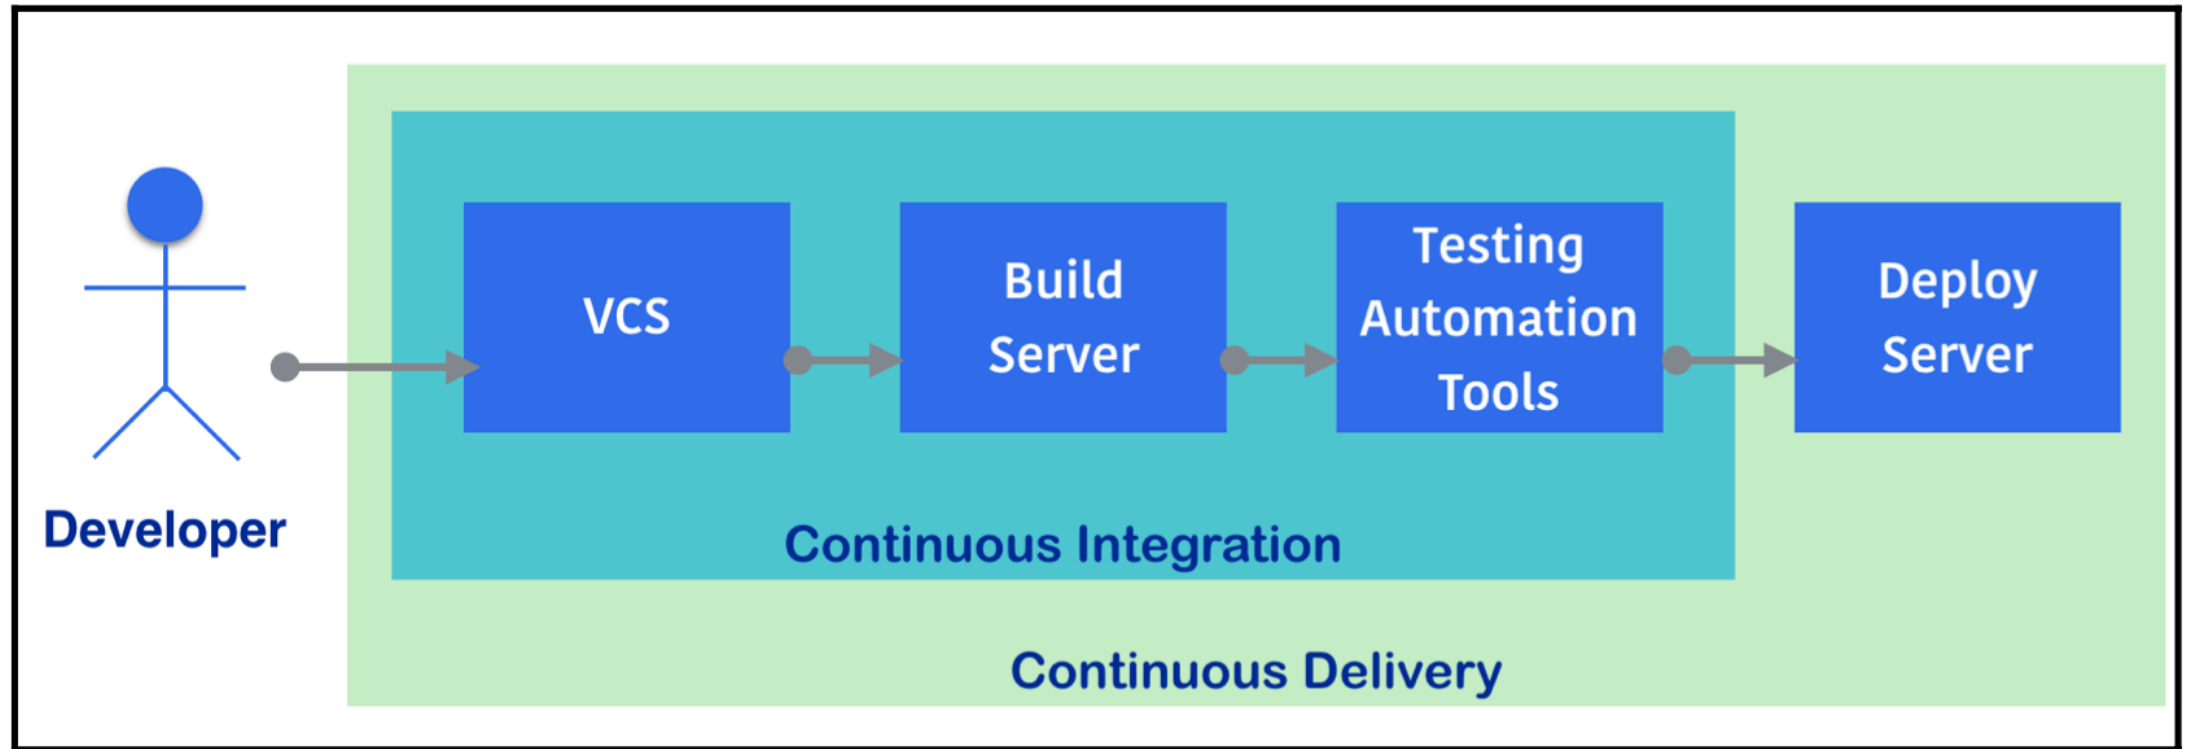 Developer
VCS
Build
Server
Testing
Automation
Tools
Deploy
Server
Continuous Integration
Continuous Delivery